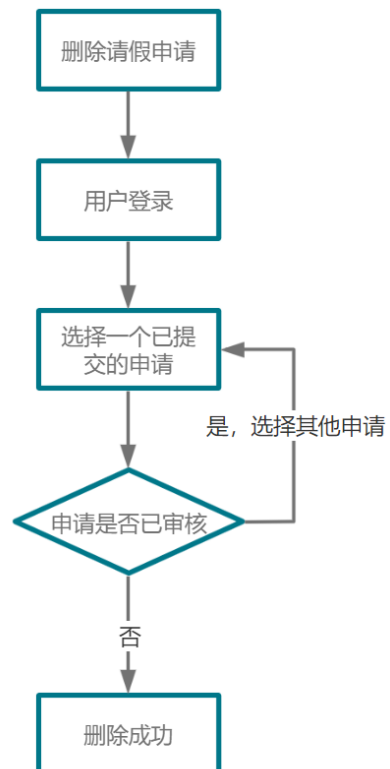 删除请假申请
用户登录
选择一个已提
交的申请
是，选择其他申请
申请是否已审核
否
删除成功